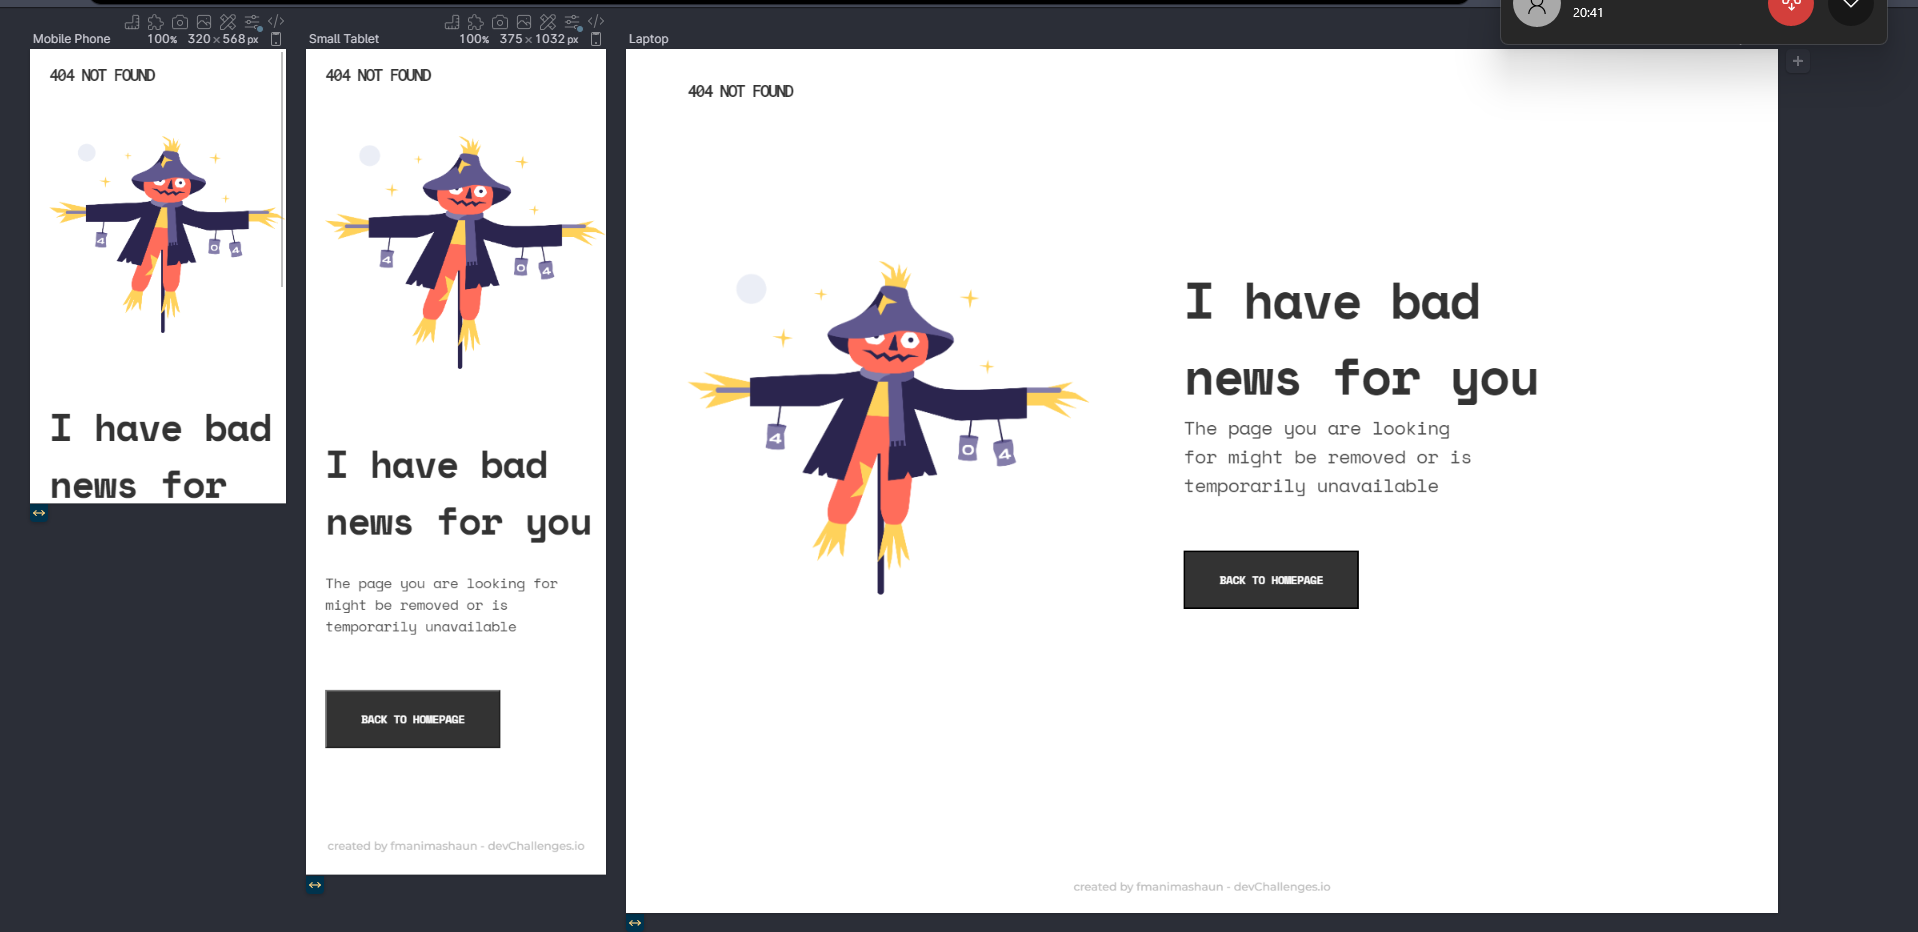 20:41
Mobile Phone
100% 320 × 568 px
404 NOT FOUND
4
0 4
I have bad
news for
Small Tablet
100% 375 × 1032 px
404 NOT FOUND
4
0 4
I have bad
news for you
The page you are looking for
might be removed or is
temporarily unavailable
BACK TO HOMEPAGE
created by fmanimashaun - devChallenges.io
Laptop
404 NOT FOUND
4
0 4
I have bad
news for you
The page you are looking
for might be removed or is
temporarily unavailable
BACK TO HOMEPAGE
created by fmanimashaun - devChallenges.io